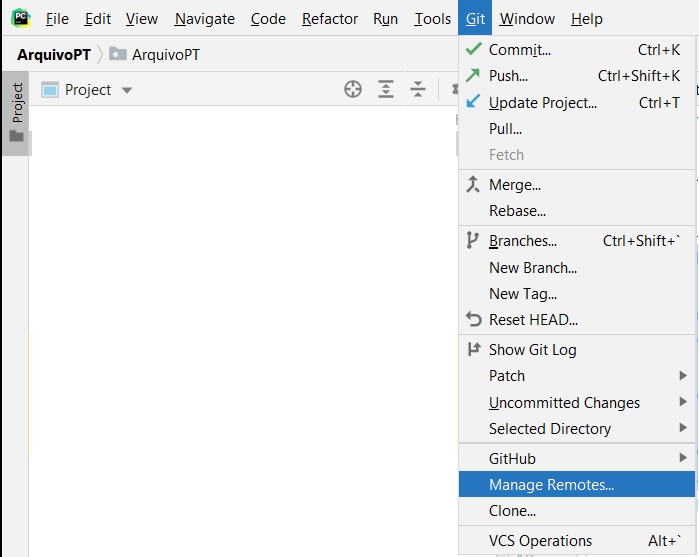 PC File Edit View Navigate Code Refactor Run Tools Git Window Help
ArquivoPT ArquivoPT
Project
Project
Commit... Ctrl+K
Push... Ctrl+Shift+K
Update Project... Ctrl+T
Pull...
Fetch
Merge...
Rebase...
Branches... Ctrl+Shift+`
New Branch...
New Tag...
Reset HEAD...
Show Git Log
Patch
Uncommitted Changes
Selected Directory
GitHub
Manage Remotes...
Clone...
VCS Operations Alt+`